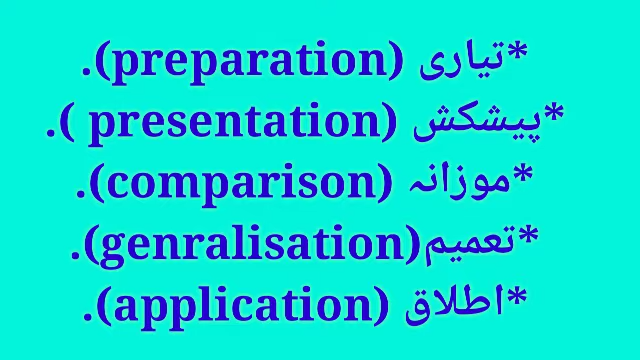 *تیاری (preparation).
*پیشکش (presentation ).
*موزانہ (comparison).
*تعمیم(genralisation).
*اطلاق (application).